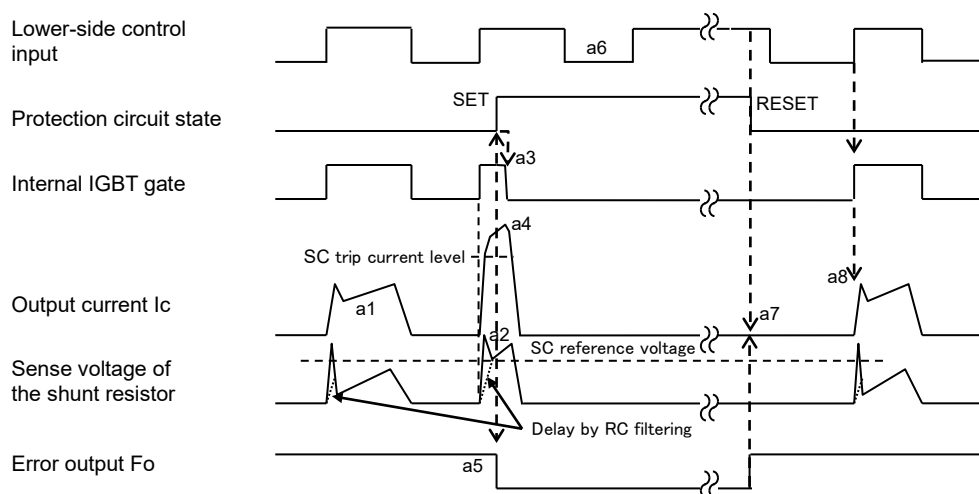 Lower-side control
input
a6
SET
RESET
Protection circuit state
a3
Internal IGBT gate
a4
SC trip current level
a8
Output current Ic
a1
a7
a2
SC reference voltage
Sense voltage of
the shunt resistor
Delay by RC filtering
Error output Fo
a5